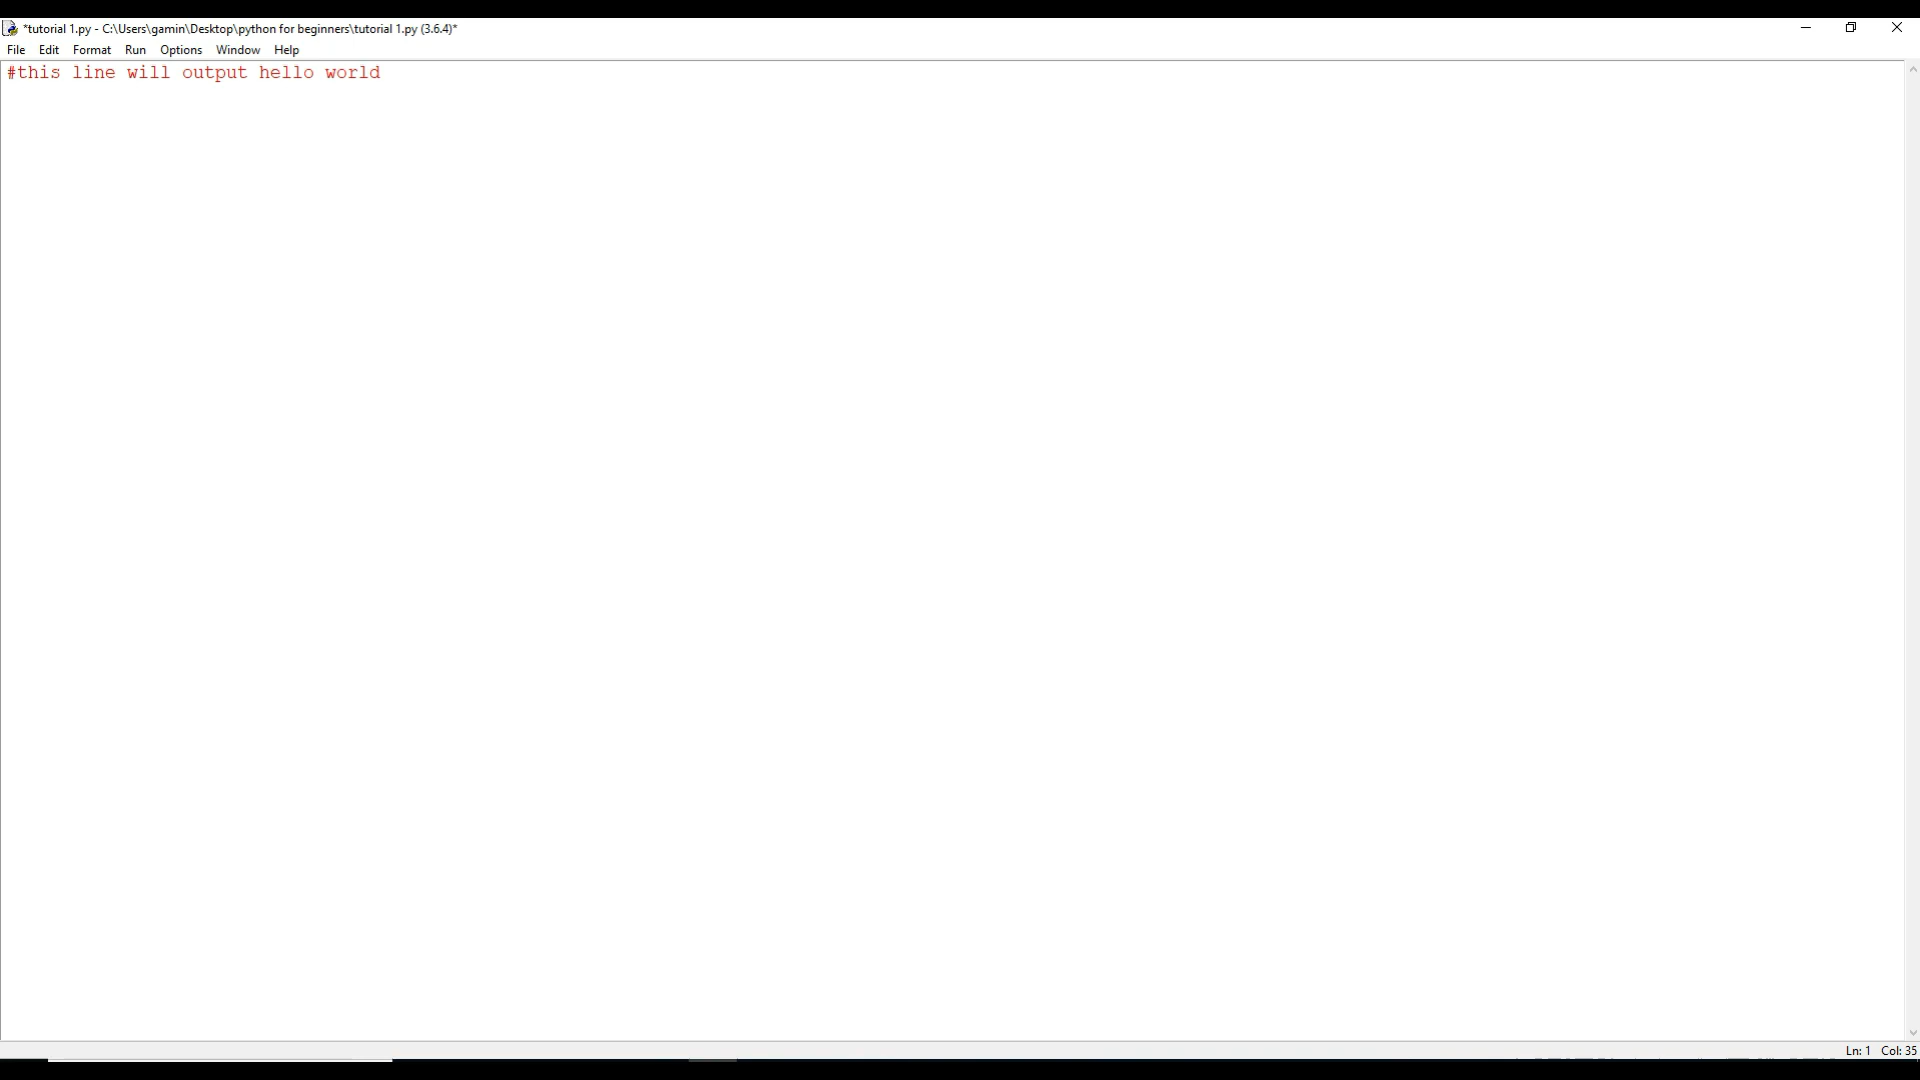 *tutorial 1.py - C:\Users\gamin\Desktop\python for beginners\tutorial 1.py (3.6.4)*
File Edit Format Run Options Window Help
#this line will output hello world
Ln: 1 Col: 35